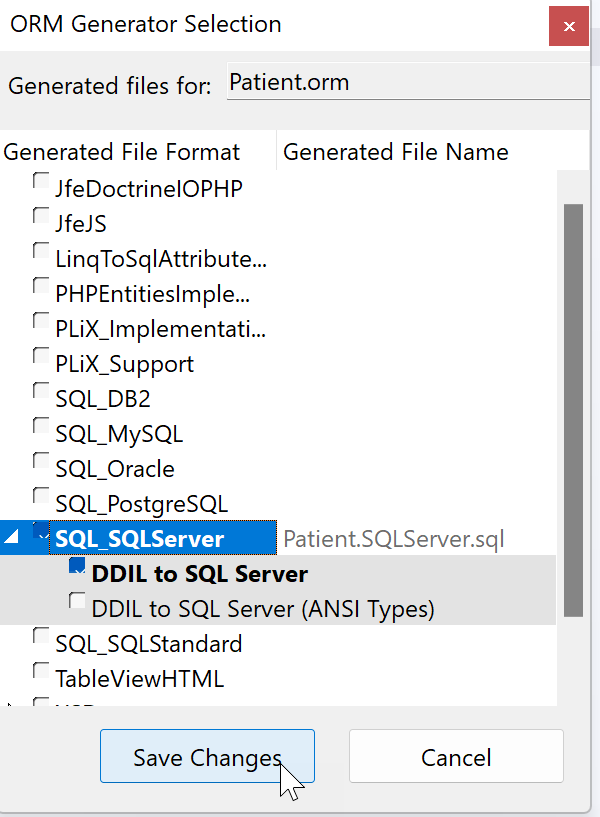 ORM Generator Selection
Generated files for: Patient.orm
Generated File Format Generated File Name
JfeDoctrineIOPHP
JfeJS
LinqToSqlAttribute...
PHPEntitiesImple...
PLiX_Implementati...
PLiX_Support
SQL_DB2
SQL_MySQL
SQL_Oracle
SQL_PostgreSQL
SQL_SQLServer Patient.SQLServer.sql
DDIL to SQL Server
DDIL to SQL Server (ANSI Types)
SQL_SQLStandard
TableViewHTML
Save Changes Cancel